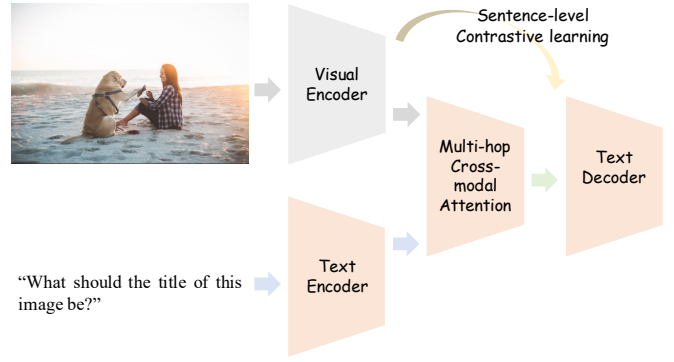 Sentence-level
Contrastive learning
Visual
Encoder
Multi-hop
Cross-
modal
Attention
Text
Decoder
Text
Encoder
“What should the title of this
image be?”